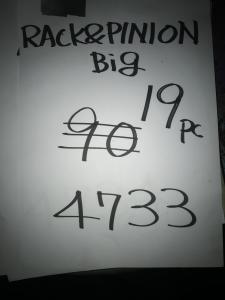 RACK&PINION
Big
90 19 pc
4733